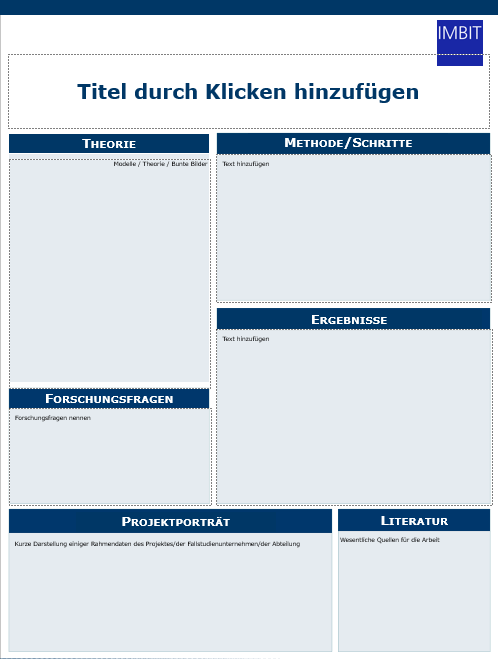 IMBIT
Titel durch Klicken hinzufügen
THEORIE
Modelle / Theorie / Bunte Bilder
METHODE/SCHRITTE
Text hinzufügen
ERGEBNISSE
Text hinzufügen
FORSCHUNGSFRAGEN
Forschungsfragen nennen
PROJEKTPORTRÄT
Kurze Darstellung einiger Rahmendaten des Projektes/der Fallstudienunternehmen/der Abteilung
LITERATUR
Wesentliche Quellen für die Arbeit